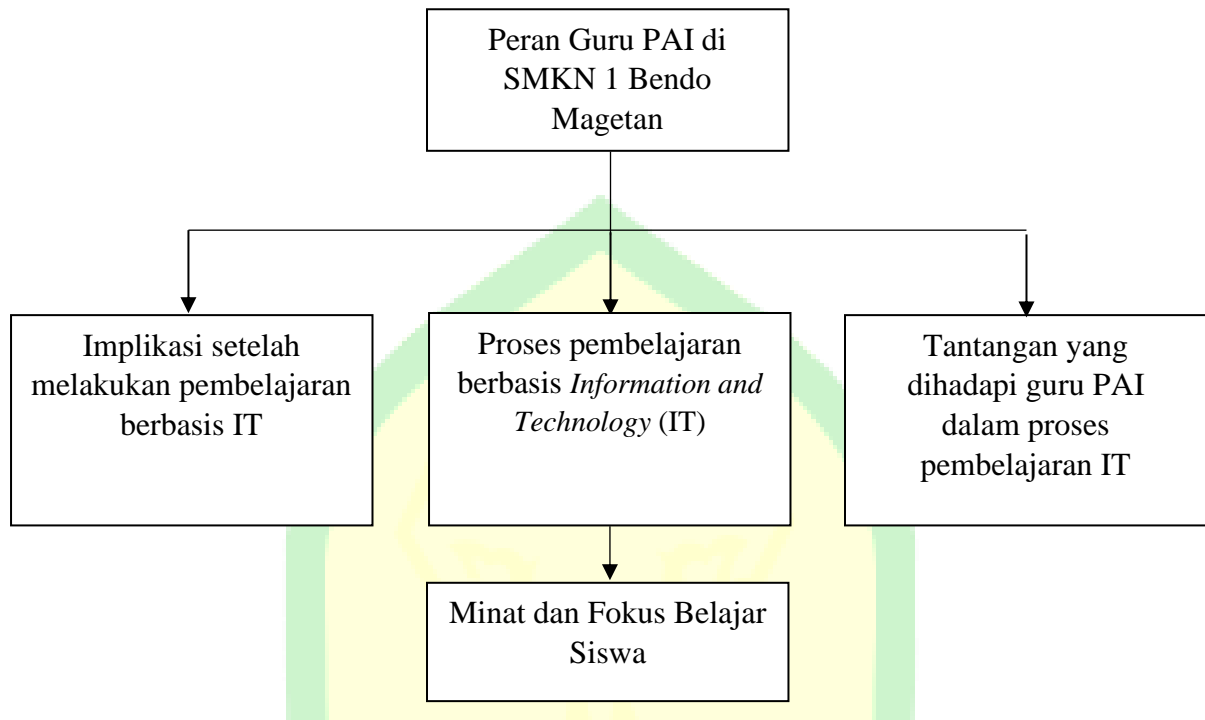 Peran Guru PAI di
SMKN 1 Bendo
Magetan
Implikasi setelah
melakukan pembelajaran
berbasis IT
Proses pembelajaran
berbasis Information and
Technology (IT)
Tantangan yang
dihadapi guru PAI
dalam proses
pembelajaran IT
Minat dan Fokus Belajar
Siswa